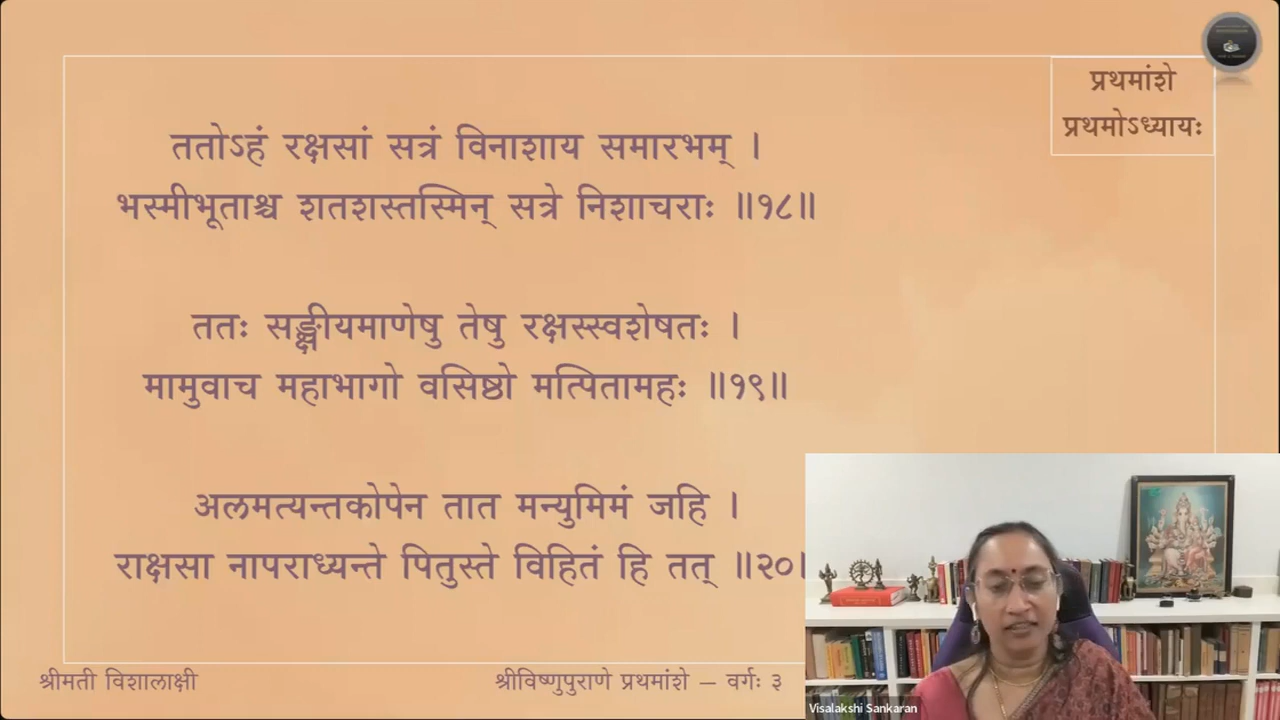 प्रथमांशे
प्रथमोऽध्यायः
ततोऽहं रक्षसां सत्रं विनाशाय समारभम् ।
भस्मीभूताश्च शतशस्तस्मिन् सत्रे निशाचराः ॥१८॥
ततः सङ्क्षीयमाणेषु तेषु रक्षस्स्वशेषतः ।
मामुवाच महाभागो वसिष्ठो मत्पितामहः ॥१९॥
अलमत्यन्तकोपेन तात मन्युमिमं जहि ।
राक्षसा नापराध्यन्ते पितुस्ते विहितं हि तत् ॥२०।
श्रीमती विशालाक्षी
श्रीविष्णुपुराणे प्रथमांशे – वर्गः ३
Visalakshi Sankaran